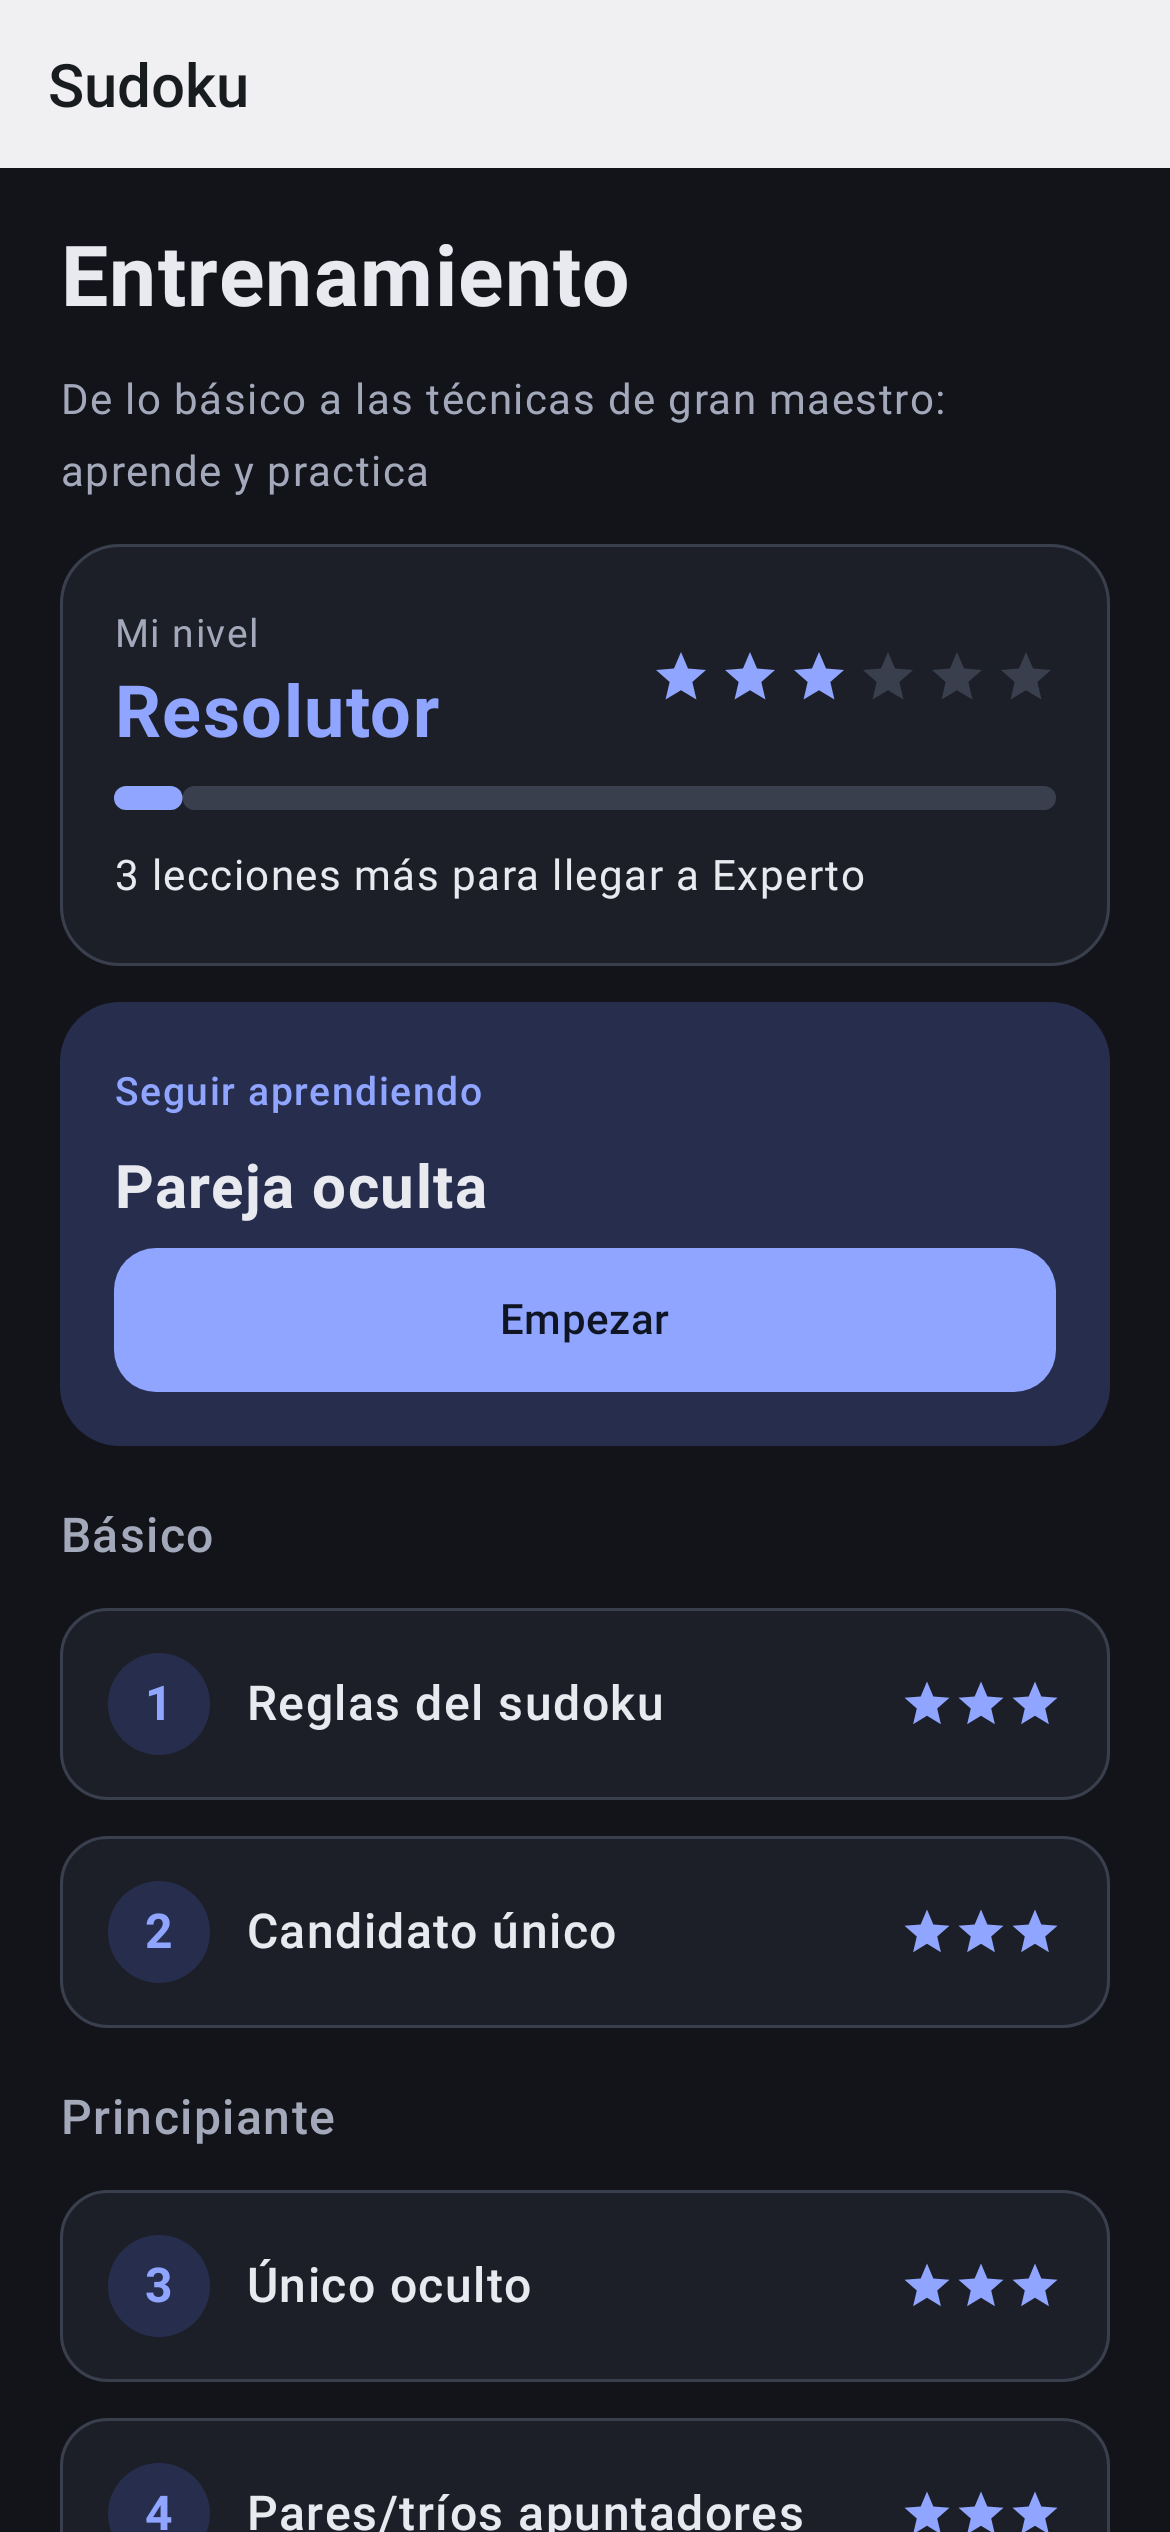 Sudoku
Entrenamiento
De lo básico a las técnicas de gran maestro:
aprende y practica
Mi nivel
Resolutor
3 lecciones más para llegar a Experto
Seguir aprendiendo
Pareja oculta
Empezar
Básico
1 Reglas del sudoku
2 Candidato único
Principiante
3 Único oculto
4 Pares/tríos apuntadores